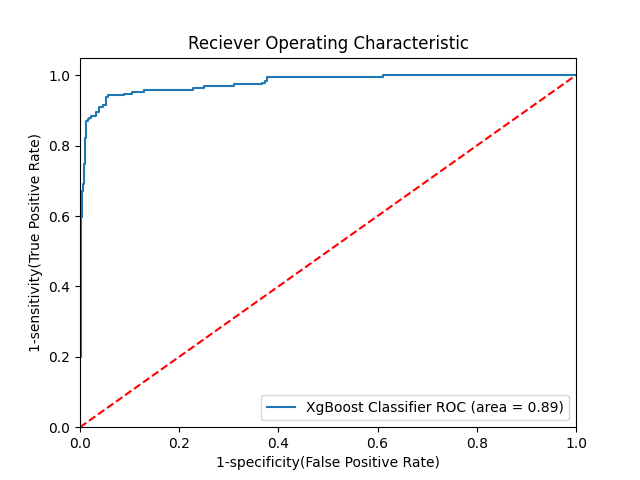 Reciever Operating Characteristic
1-sensitivity(True Positive Rate)
1.0
0.8
0.6
0.4
0.2
0.0
XgBoost Classifier ROC (area = 0.89)
0.0 0.2 0.4 0.6 0.8 1.0
1-specificity(False Positive Rate)